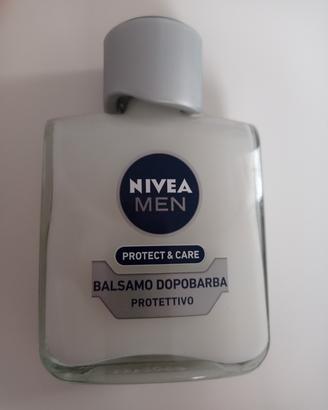 NIVEA
MEN
PROTECT & CARE
BALSAMO DOPOBARBA
PROTETTIVO